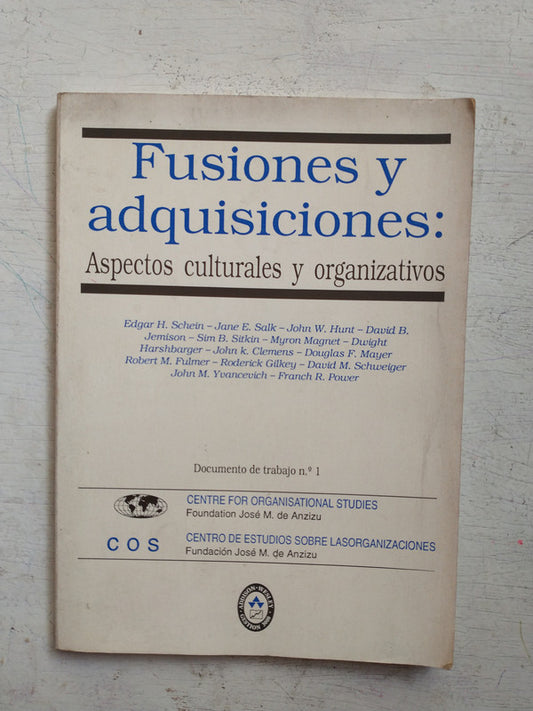 Fusiones y
adquisiciones:
Aspectos culturales y organizativos
Edgar H. Schein – Jane E. Salk – John W. Hunt – David B.
Jemison – Sim B. Sitkin – Myron Magnet – Dwight
Harshbarger – John k. Clemens – Douglas F. Mayer
Robert M. Fulmer – Roderick Gilkey – David M. Schweiger
John M. Yvancevich – Franch R. Power
Documento de trabajo n.º 1
CENTRE FOR ORGANISATIONAL STUDIES
Foundation José M. de Anzizu
COS
CENTRO DE ESTUDIOS SOBRE LASORGANIZACIONES
Fundación José M. de Anzizu
ADDISON-WESLEY